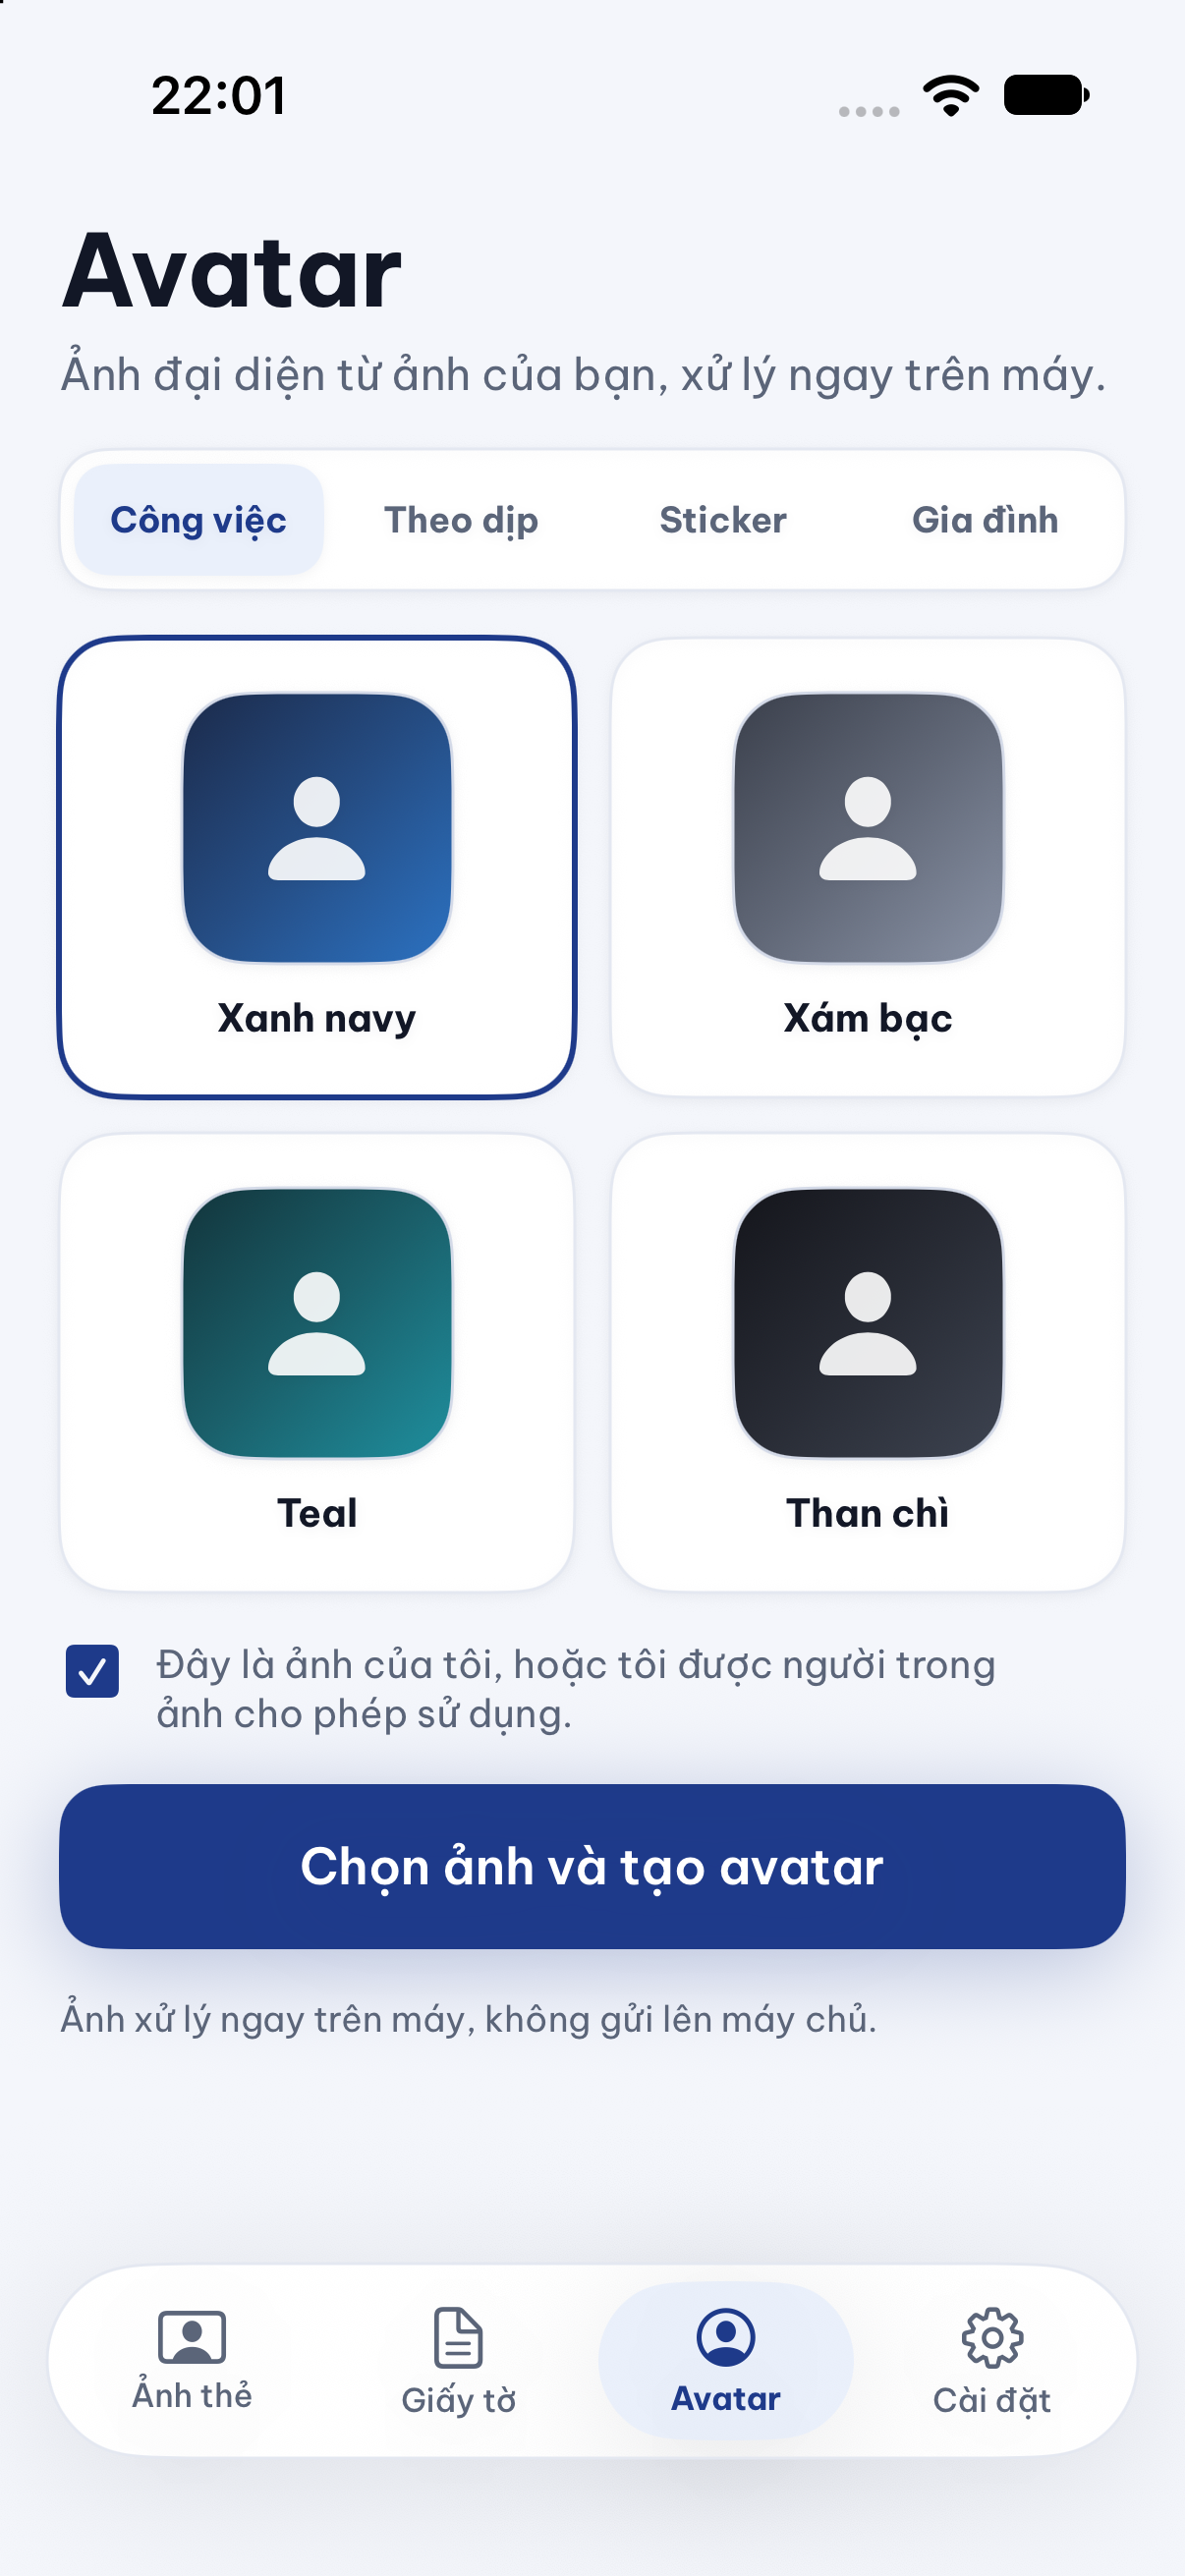 22:01
Avatar
Ảnh đại diện từ ảnh của bạn, xử lý ngay trên máy.
Công việc
Theo dịp
Sticker
Gia đình
Xanh navy
Xám bạc
Teal
Than chì
Đây là ảnh của tôi, hoặc tôi được người trong
ảnh cho phép sử dụng.
Chọn ảnh và tạo avatar
Ảnh xử lý ngay trên máy, không gửi lên máy chủ.
Ảnh thẻ
Giấy tờ
Avatar
Cài đặt